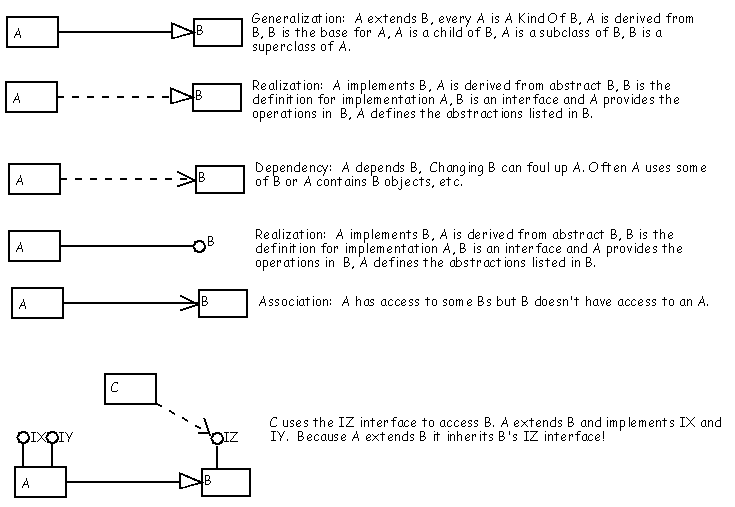 A
B
Generalization: A extends B, every A is A Kind Of B, A is derived from
B, B is the base for A, A is a child of B, A is a subclass of B, B is a
superclass of A.
A
B
Realization: A implements B, A is derived from abstract B, B is the
definition for implementation A, B is an interface and A provides the
operations in B, A defines the abstractions listed in B.
A
B
Dependency: A depends B, Changing B can foul up A. Often A uses some
of B or A contains B objects, etc.
A
B
Realization: A implements B, A is derived from abstract B, B is the
definition for implementation A, B is an interface and A provides the
operations in B, A defines the abstractions listed in B.
A
B
Association: A has access to some Bs but B doesn't have access to an A.
C
IX
IY
IZ
A
B
C uses the IZ interface to access B. A extends B and implements IX and
IY. Because A extends B it inherits B's IZ interface!